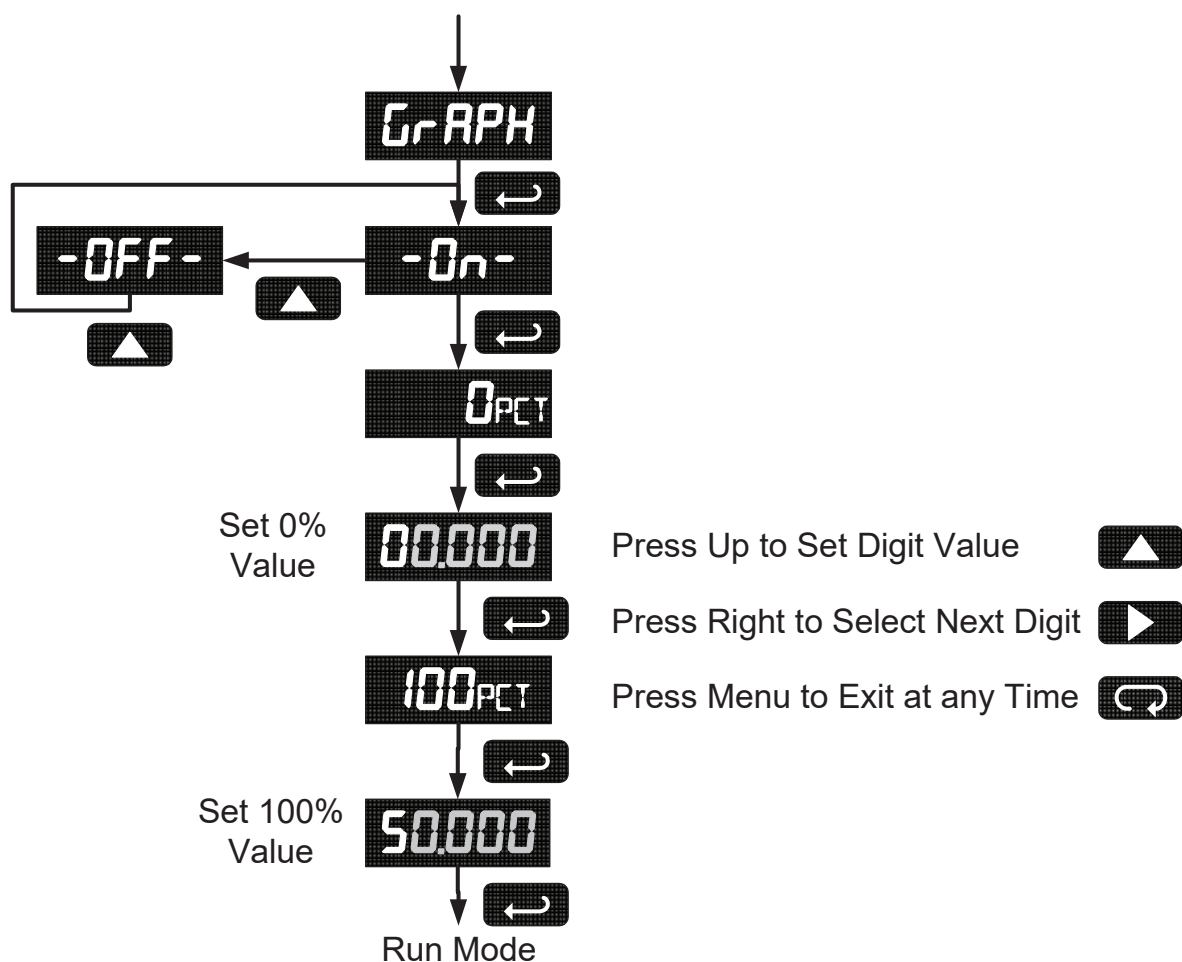 GrAPH
-OFF-
-On-
0PCT
Set 0%
Value
00.000
Press Up to Set Digit Value
Press Right to Select Next Digit
100PCT
Press Menu to Exit at any Time
Set 100%
Value
50.000
Run Mode